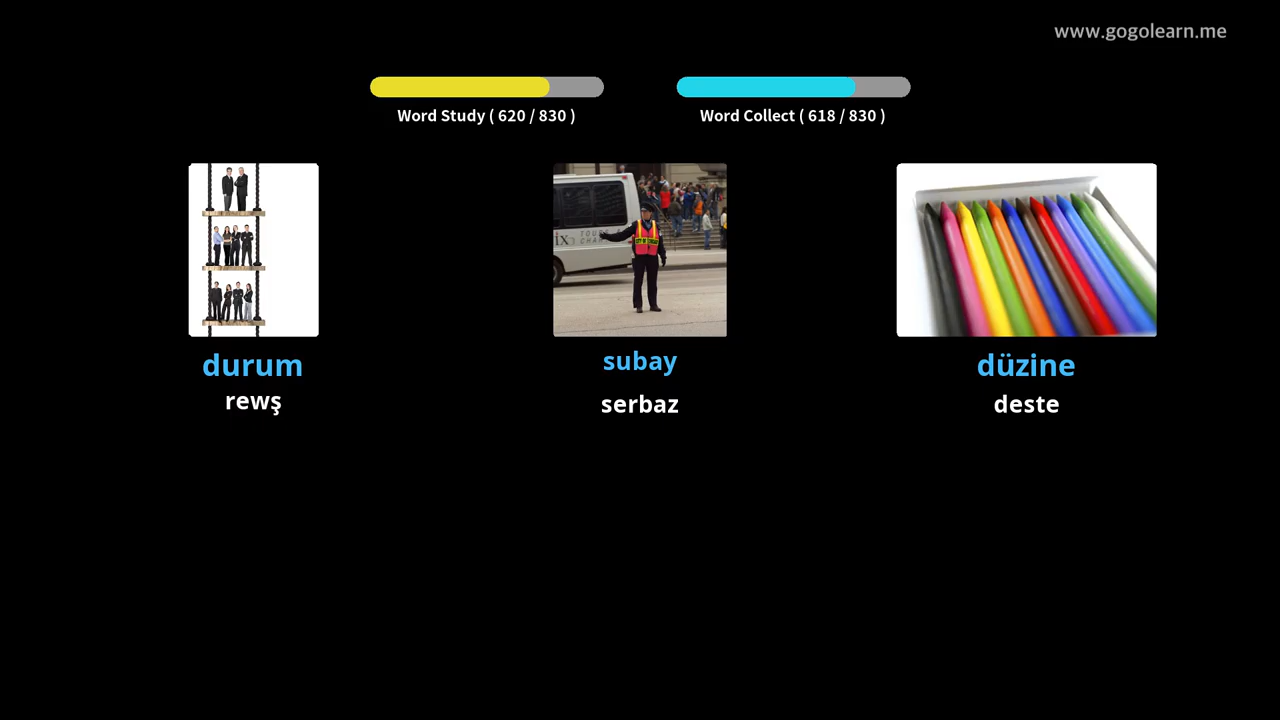 www.gogolearn.me
Word Study ( 620 / 830 )
Word Collect ( 618 / 830 )
durum
rewş
subay
serbaz
düzine
deste